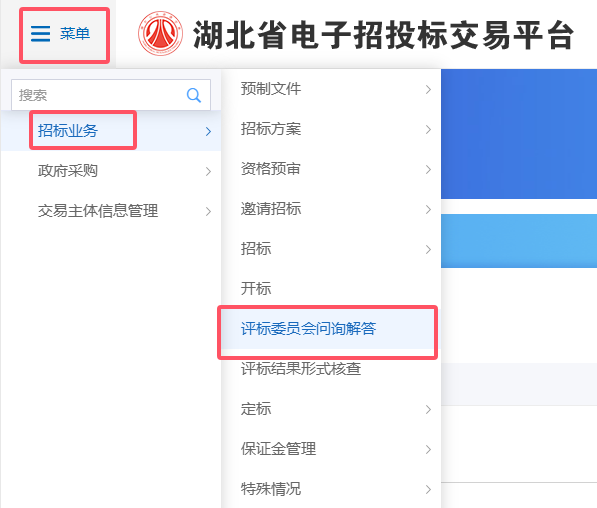 菜单
湖北省电子招投标交易平台
搜索
招标业务
政府采购
交易主体信息管理
预制文件
招标方案
资格预审
邀请招标
招标
开标
评标委员会问询解答
评标结果形式核查
定标
保证金管理
特殊情况